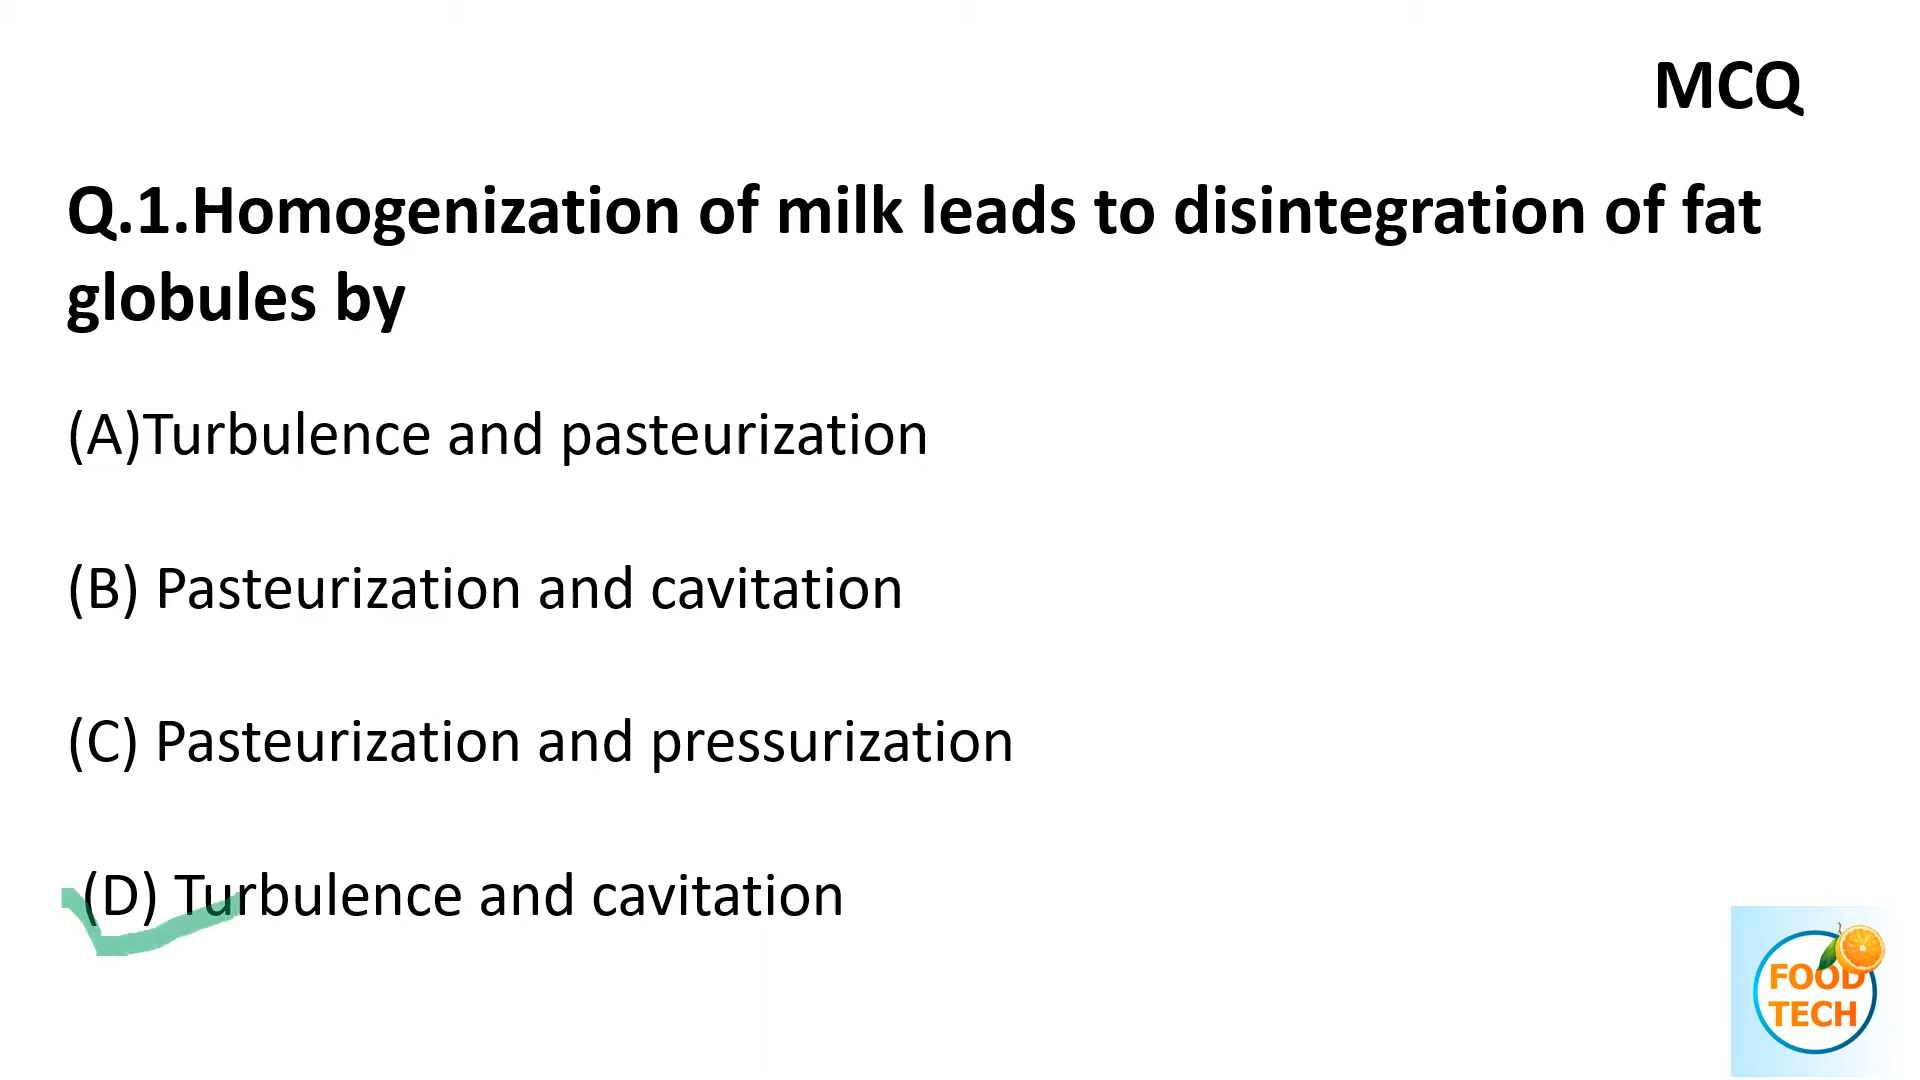 MCQ
Q.1.Homogenization of milk leads to disintegration of fat
globules by
(A)Turbulence and pasteurization
(B) Pasteurization and cavitation
(C) Pasteurization and pressurization
(D) Turbulence and cavitation
FOOD
TECH